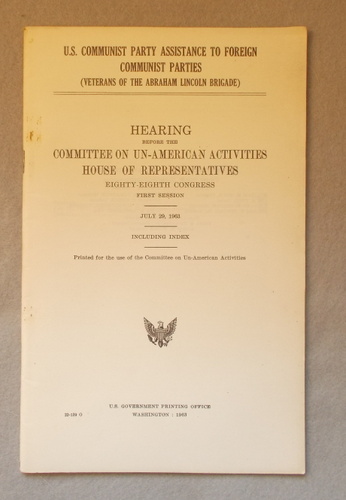 U.S. COMMUNIST PARTY ASSISTANCE TO FOREIGN
COMMUNIST PARTIES
(VETERANS OF THE ABRAHAM LINCOLN BRIGADE)
HEARING
BEFORE THE
COMMITTEE ON UN-AMERICAN ACTIVITIES
HOUSE OF REPRESENTATIVES
EIGHTY-EIGHTH CONGRESS
FIRST SESSION
JULY 29, 1963
INCLUDING INDEX
Printed for the use of the Committee on Un-American Activities
U.S. GOVERNMENT PRINTING OFFICE
WASHINGTON : 1963